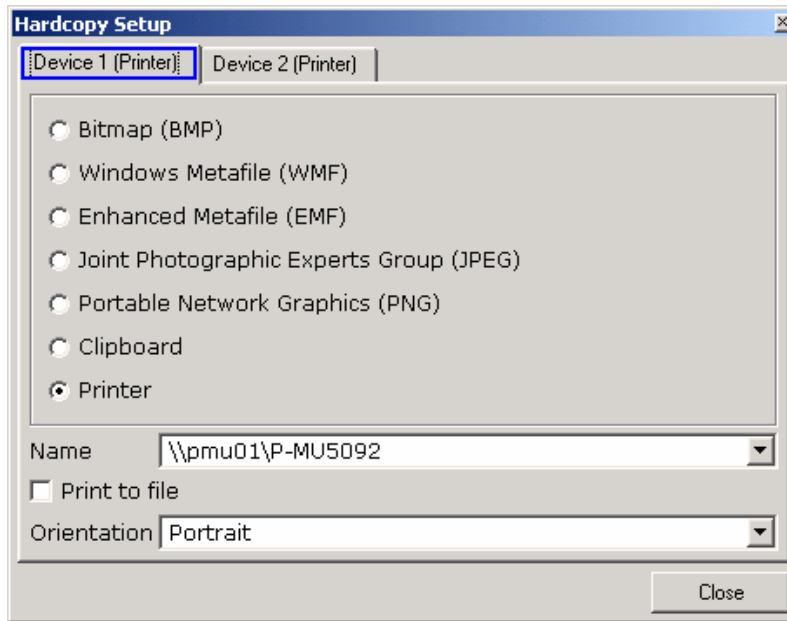 Hardcopy Setup
Device 1 (Printer) Device 2 (Printer)
Bitmap (BMP)
Windows Metafile (WMF)
Enhanced Metafile (EMF)
Joint Photographic Experts Group (JPEG)
Portable Network Graphics (PNG)
Clipboard
Printer
Name \\pmu01\P-MU5092
Print to file
Orientation Portrait
Close